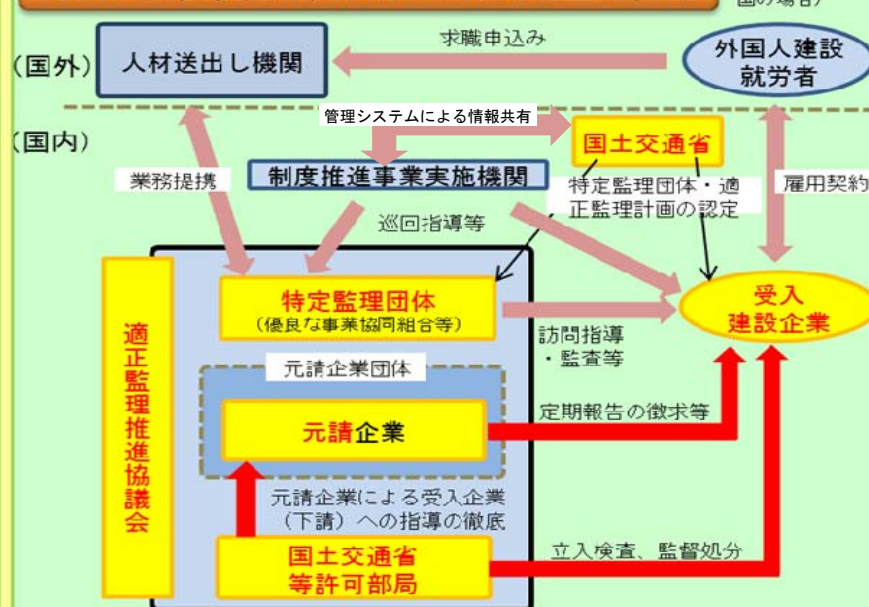 国の場合）
求職申込み
（国外）
人材送出し機関
外国人建設
就労者
管理システムによる情報共有
（国内）
国土交通省
業務提携
制度推進事業実施機関
特定監理団体・適
正監理計画の認定
雇用契約
巡回指導等
特定監理団体
（優良な事業協同組合等）
受入
建設企業
訪問指導
・監査等
適正監理推進協議会
元請企業団体
元請企業
定期報告の徴求等
元請企業による受入企業
（下請）への指導の徹底
国土交通省
等許可部局
立入検査、監督処分